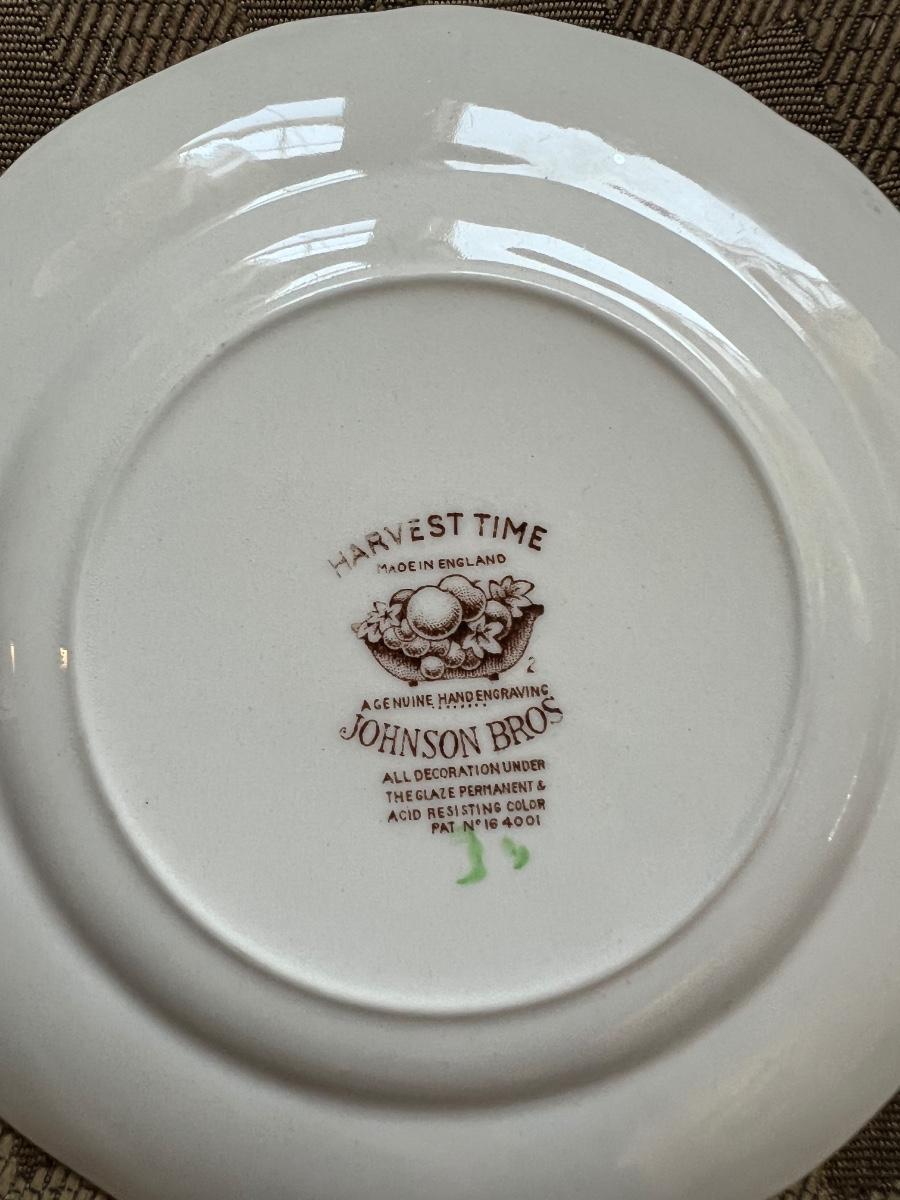 HARVEST TIME
MADE IN ENGLAND
2
A GENUINE HAND ENGRAVING
JOHNSON BROS
ALL DECORATION UNDER
THE GLAZE PERMANENT &
ACID RESISTING COLOR
PAT Nº 164001